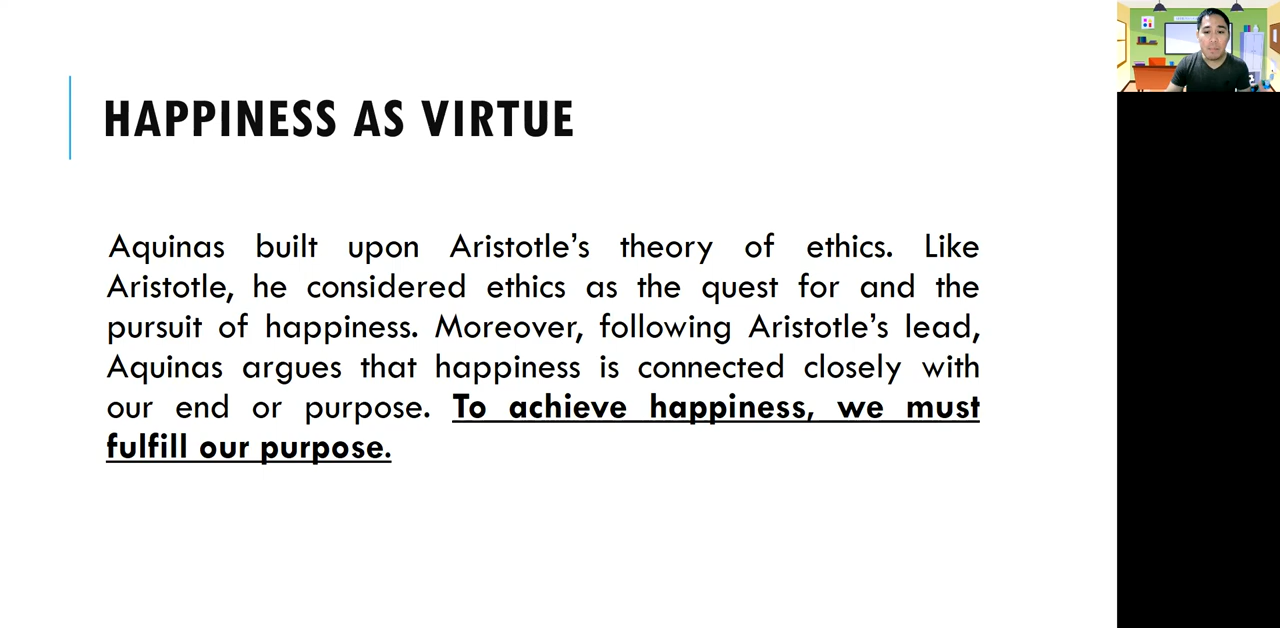 HAPPINESS AS VIRTUE
Aquinas built upon Aristotle’s theory of ethics. Like
Aristotle, he considered ethics as the quest for and the
pursuit of happiness. Moreover, following Aristotle’s lead,
Aquinas argues that happiness is connected closely with
our end or purpose. To achieve happiness, we must
fulfill our purpose.